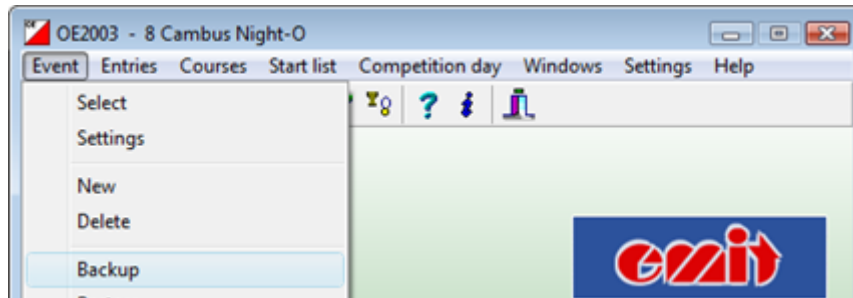 OE2003 - 8 Cambus Night-O
Event Entries Courses Start list Competition day Windows Settings Help
Select
Settings
New
Delete
Backup
emit